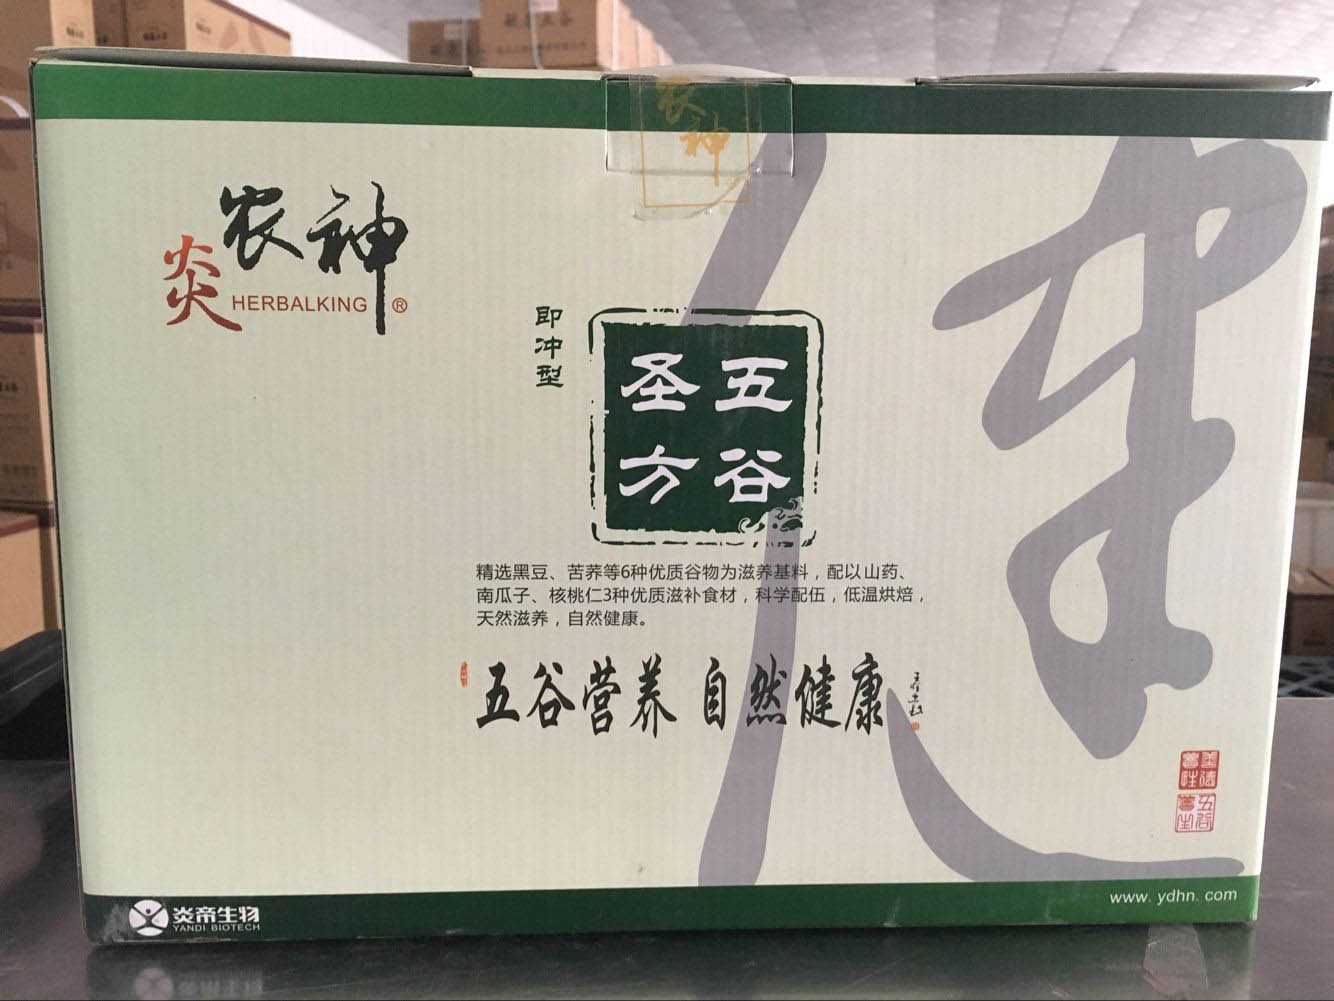 农神
炎农神
HERBALKING®
即冲型
五谷
圣方
精选黑豆、苦荞等6种优质谷物为滋养基料，配以山药、
南瓜子、核桃仁3种优质滋补食材，科学配伍，低温烘焙，
天然滋养，自然健康。
五谷营养 自然健康
健
炎帝生物
YANDI BIOTECH
www. ydhn. com